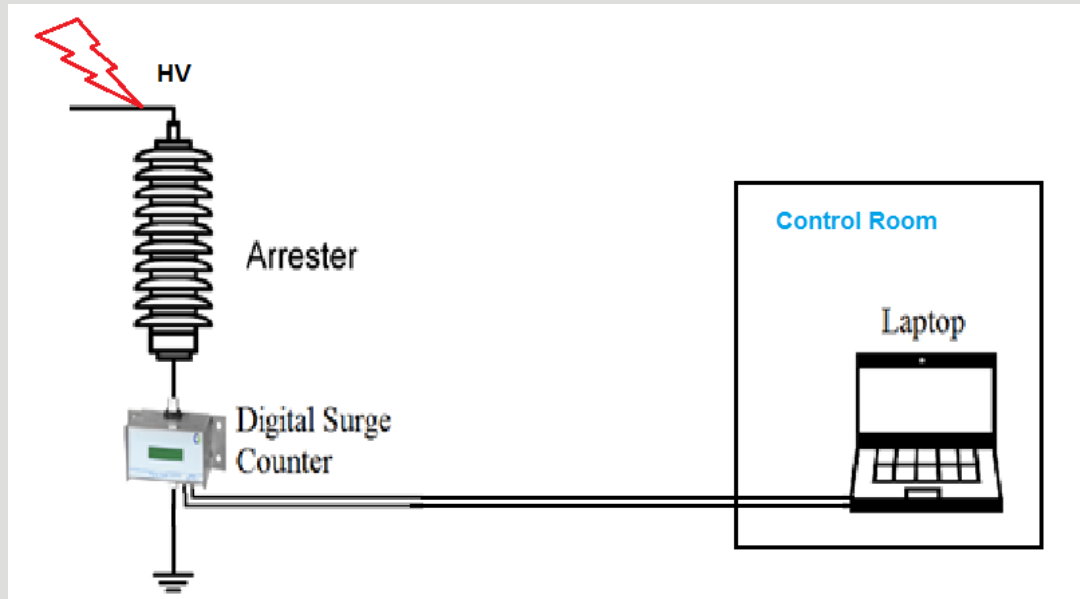 HV
Arrester
Control Room
Laptop
Digital Surge
Counter